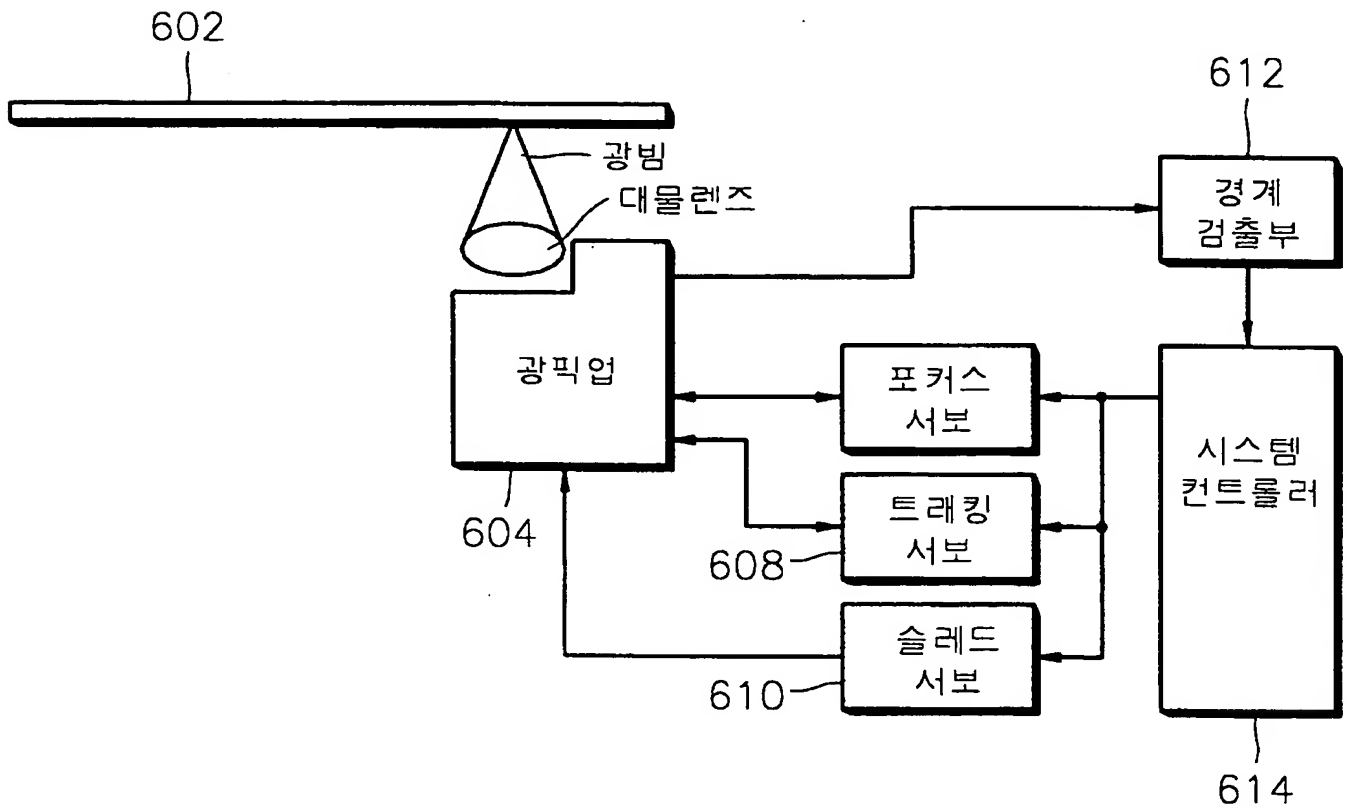 602
612
광빔
대물렌즈
경계
검출부
광픽업
포커스
서보
시스템
컨트롤러
604
트래킹
서보
608
슬레드
서보
610
614